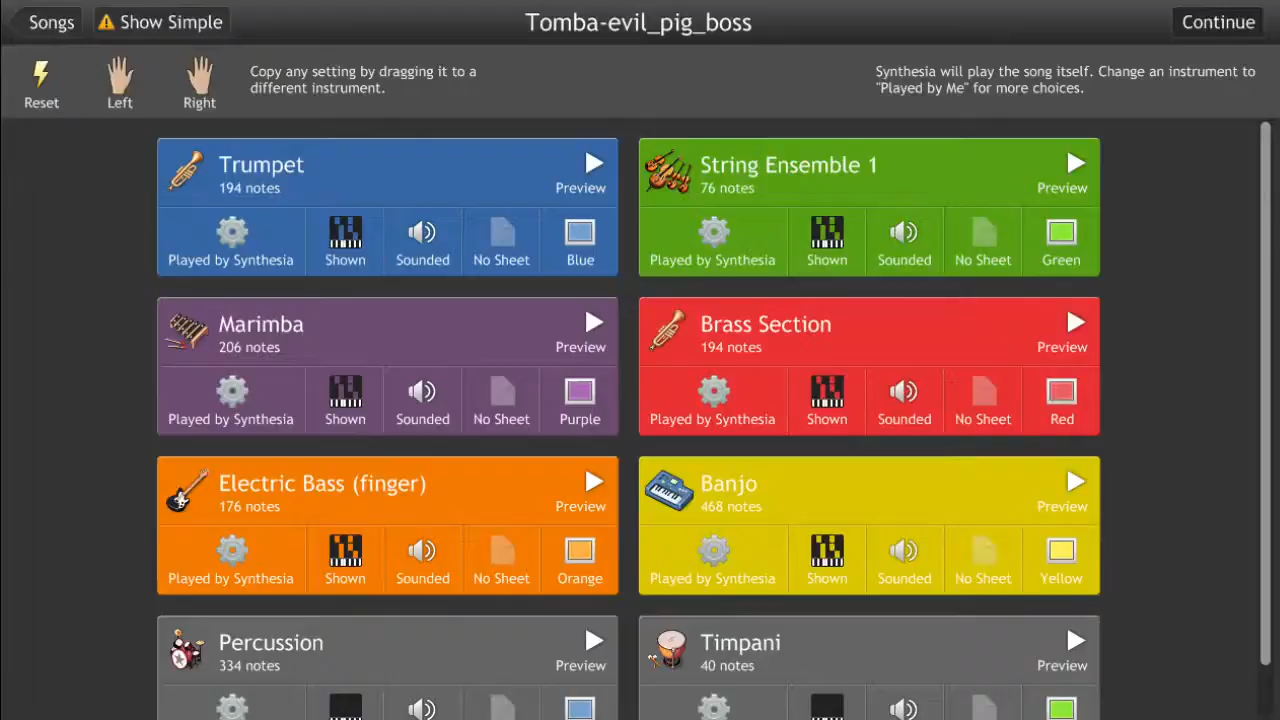 Songs
Show Simple
Tomba-evil_pig_boss
Continue
Reset
Left
Right
Copy any setting by dragging it to a
different instrument.
Synthesia will play the song itself. Change an instrument to
"Played by Me" for more choices.
Trumpet
194 notes
Preview
Played by Synthesia
Shown
Sounded
No Sheet
Blue
String Ensemble 1
76 notes
Preview
Played by Synthesia
Shown
Sounded
No Sheet
Green
Marimba
206 notes
Preview
Played by Synthesia
Shown
Sounded
No Sheet
Purple
Brass Section
194 notes
Preview
Played by Synthesia
Shown
Sounded
No Sheet
Red
Electric Bass (finger)
176 notes
Preview
Played by Synthesia
Shown
Sounded
No Sheet
Orange
Banjo
468 notes
Preview
Played by Synthesia
Shown
Sounded
No Sheet
Yellow
Percussion
334 notes
Preview
Timpani
40 notes
Preview